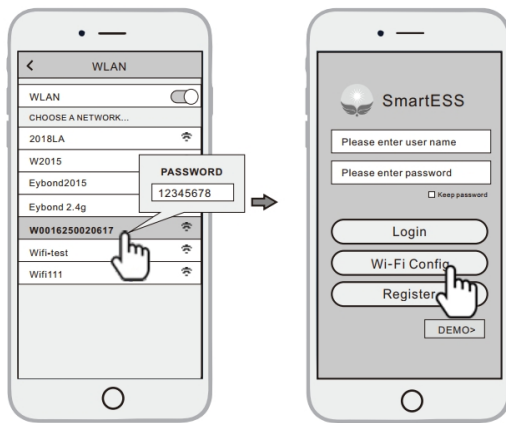 WLAN
WLAN
CHOOSE A NETWORK...
2018LA
W2015
Eybond2015
Eybond 2.4g
W0016250020617
Wifi-test
Wifi111
PASSWORD
12345678
SmartESS
Please enter user name
Please enter password
Keep password
Login
Wi-Fi Config
Register
DEMO>